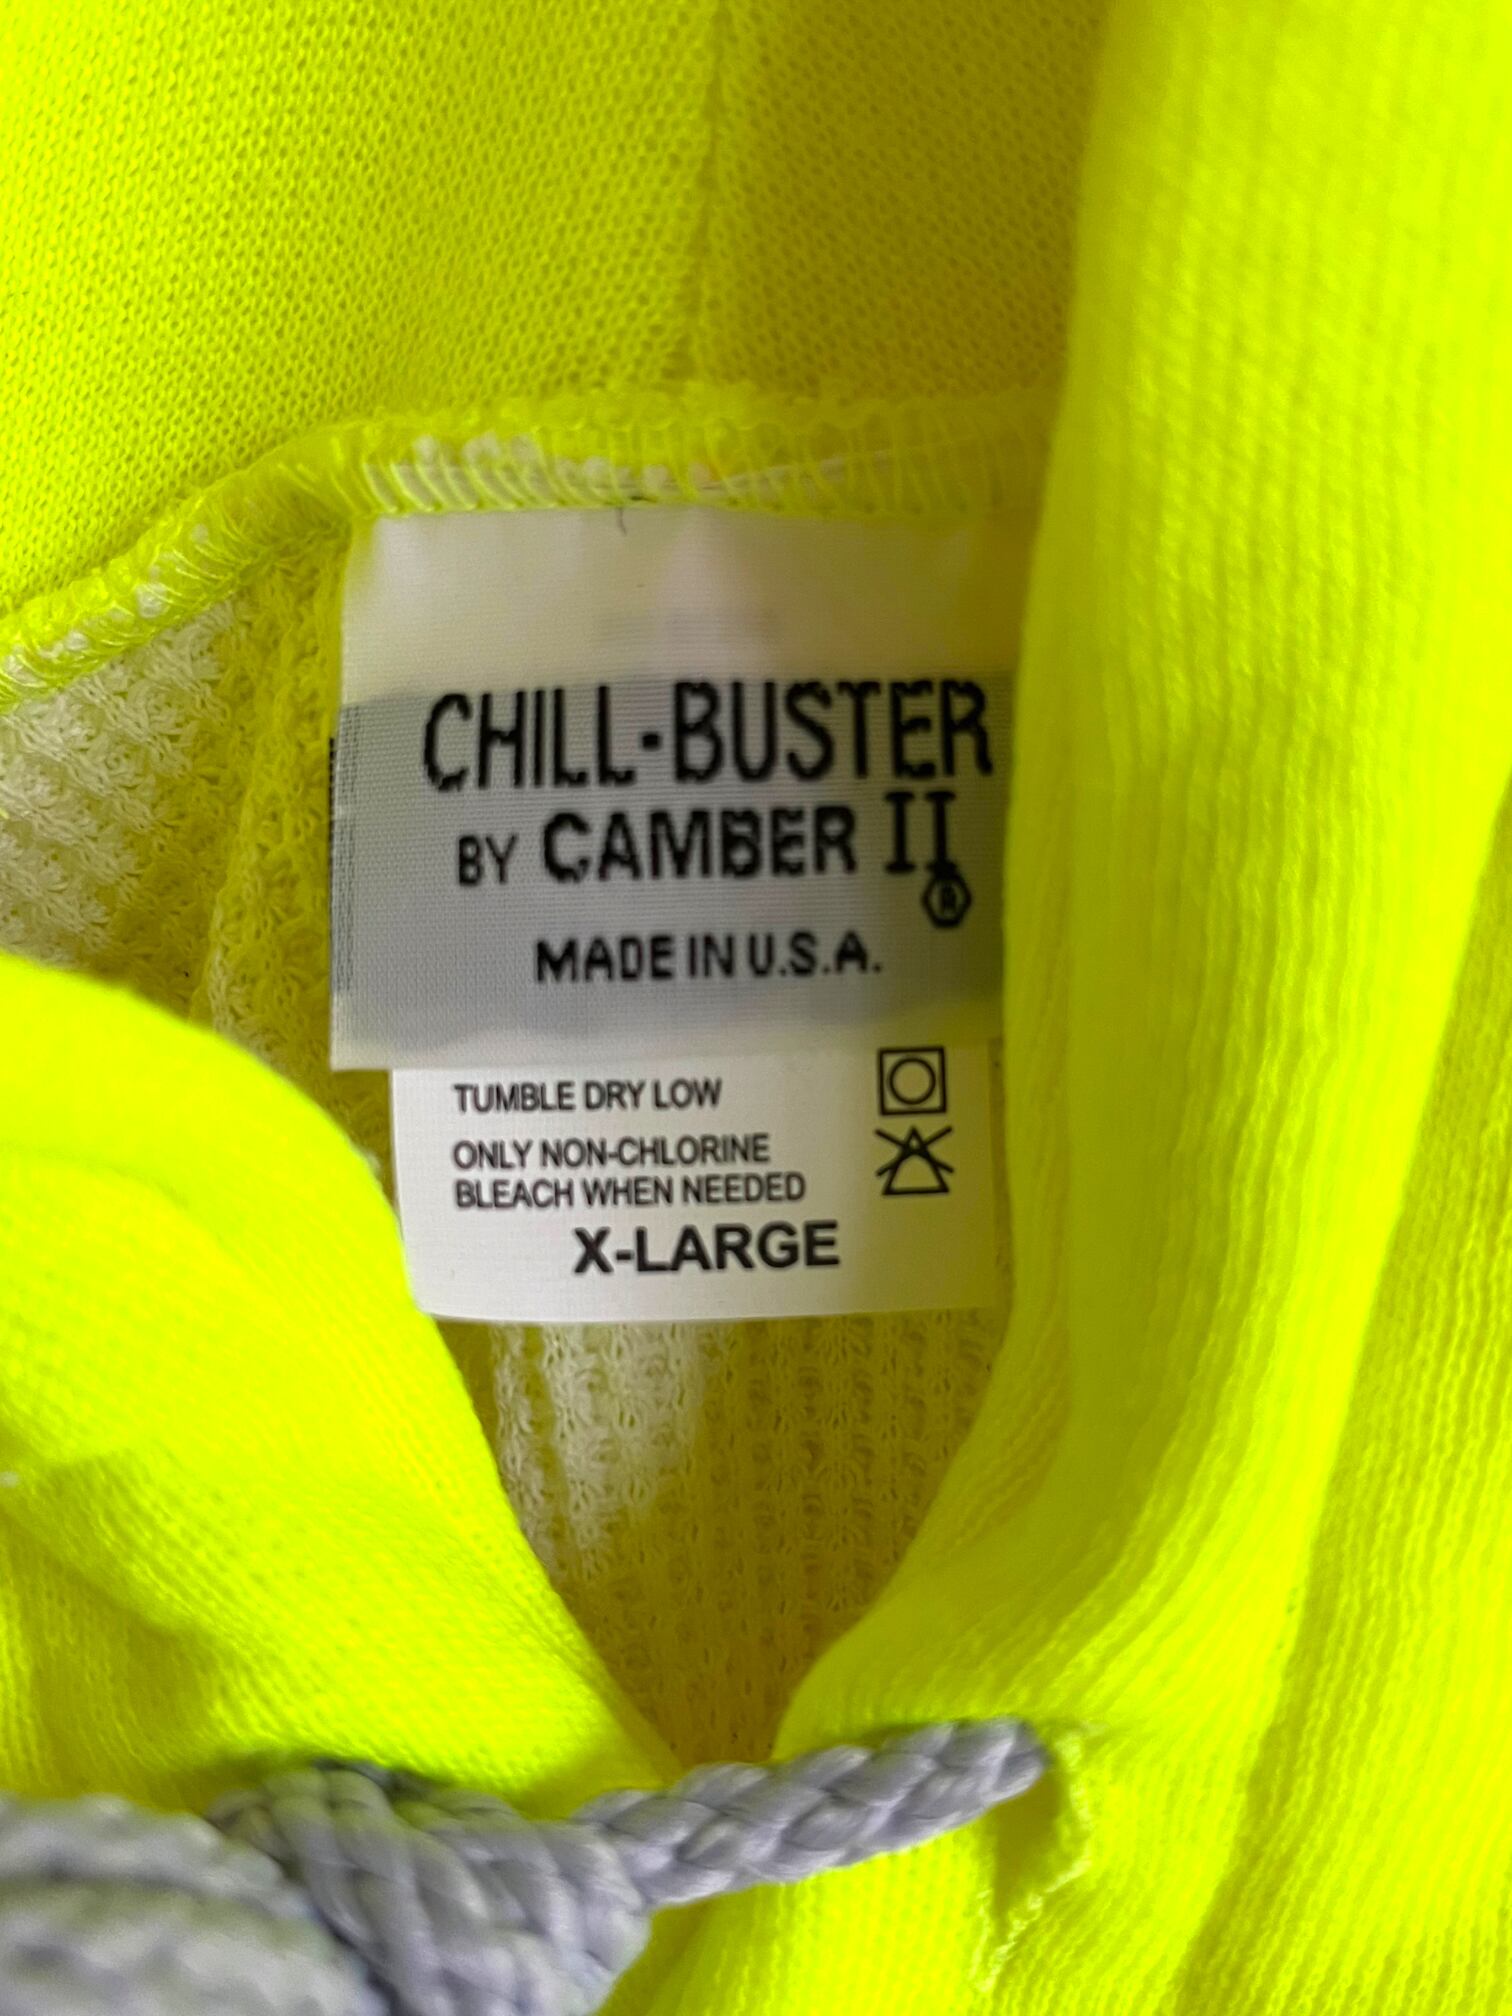 CHILL-BUSTER
BY CAMBER II
®
MADE IN U.S.A.
TUMBLE DRY LOW
ONLY NON-CHLORINE
BLEACH WHEN NEEDED
X-LARGE